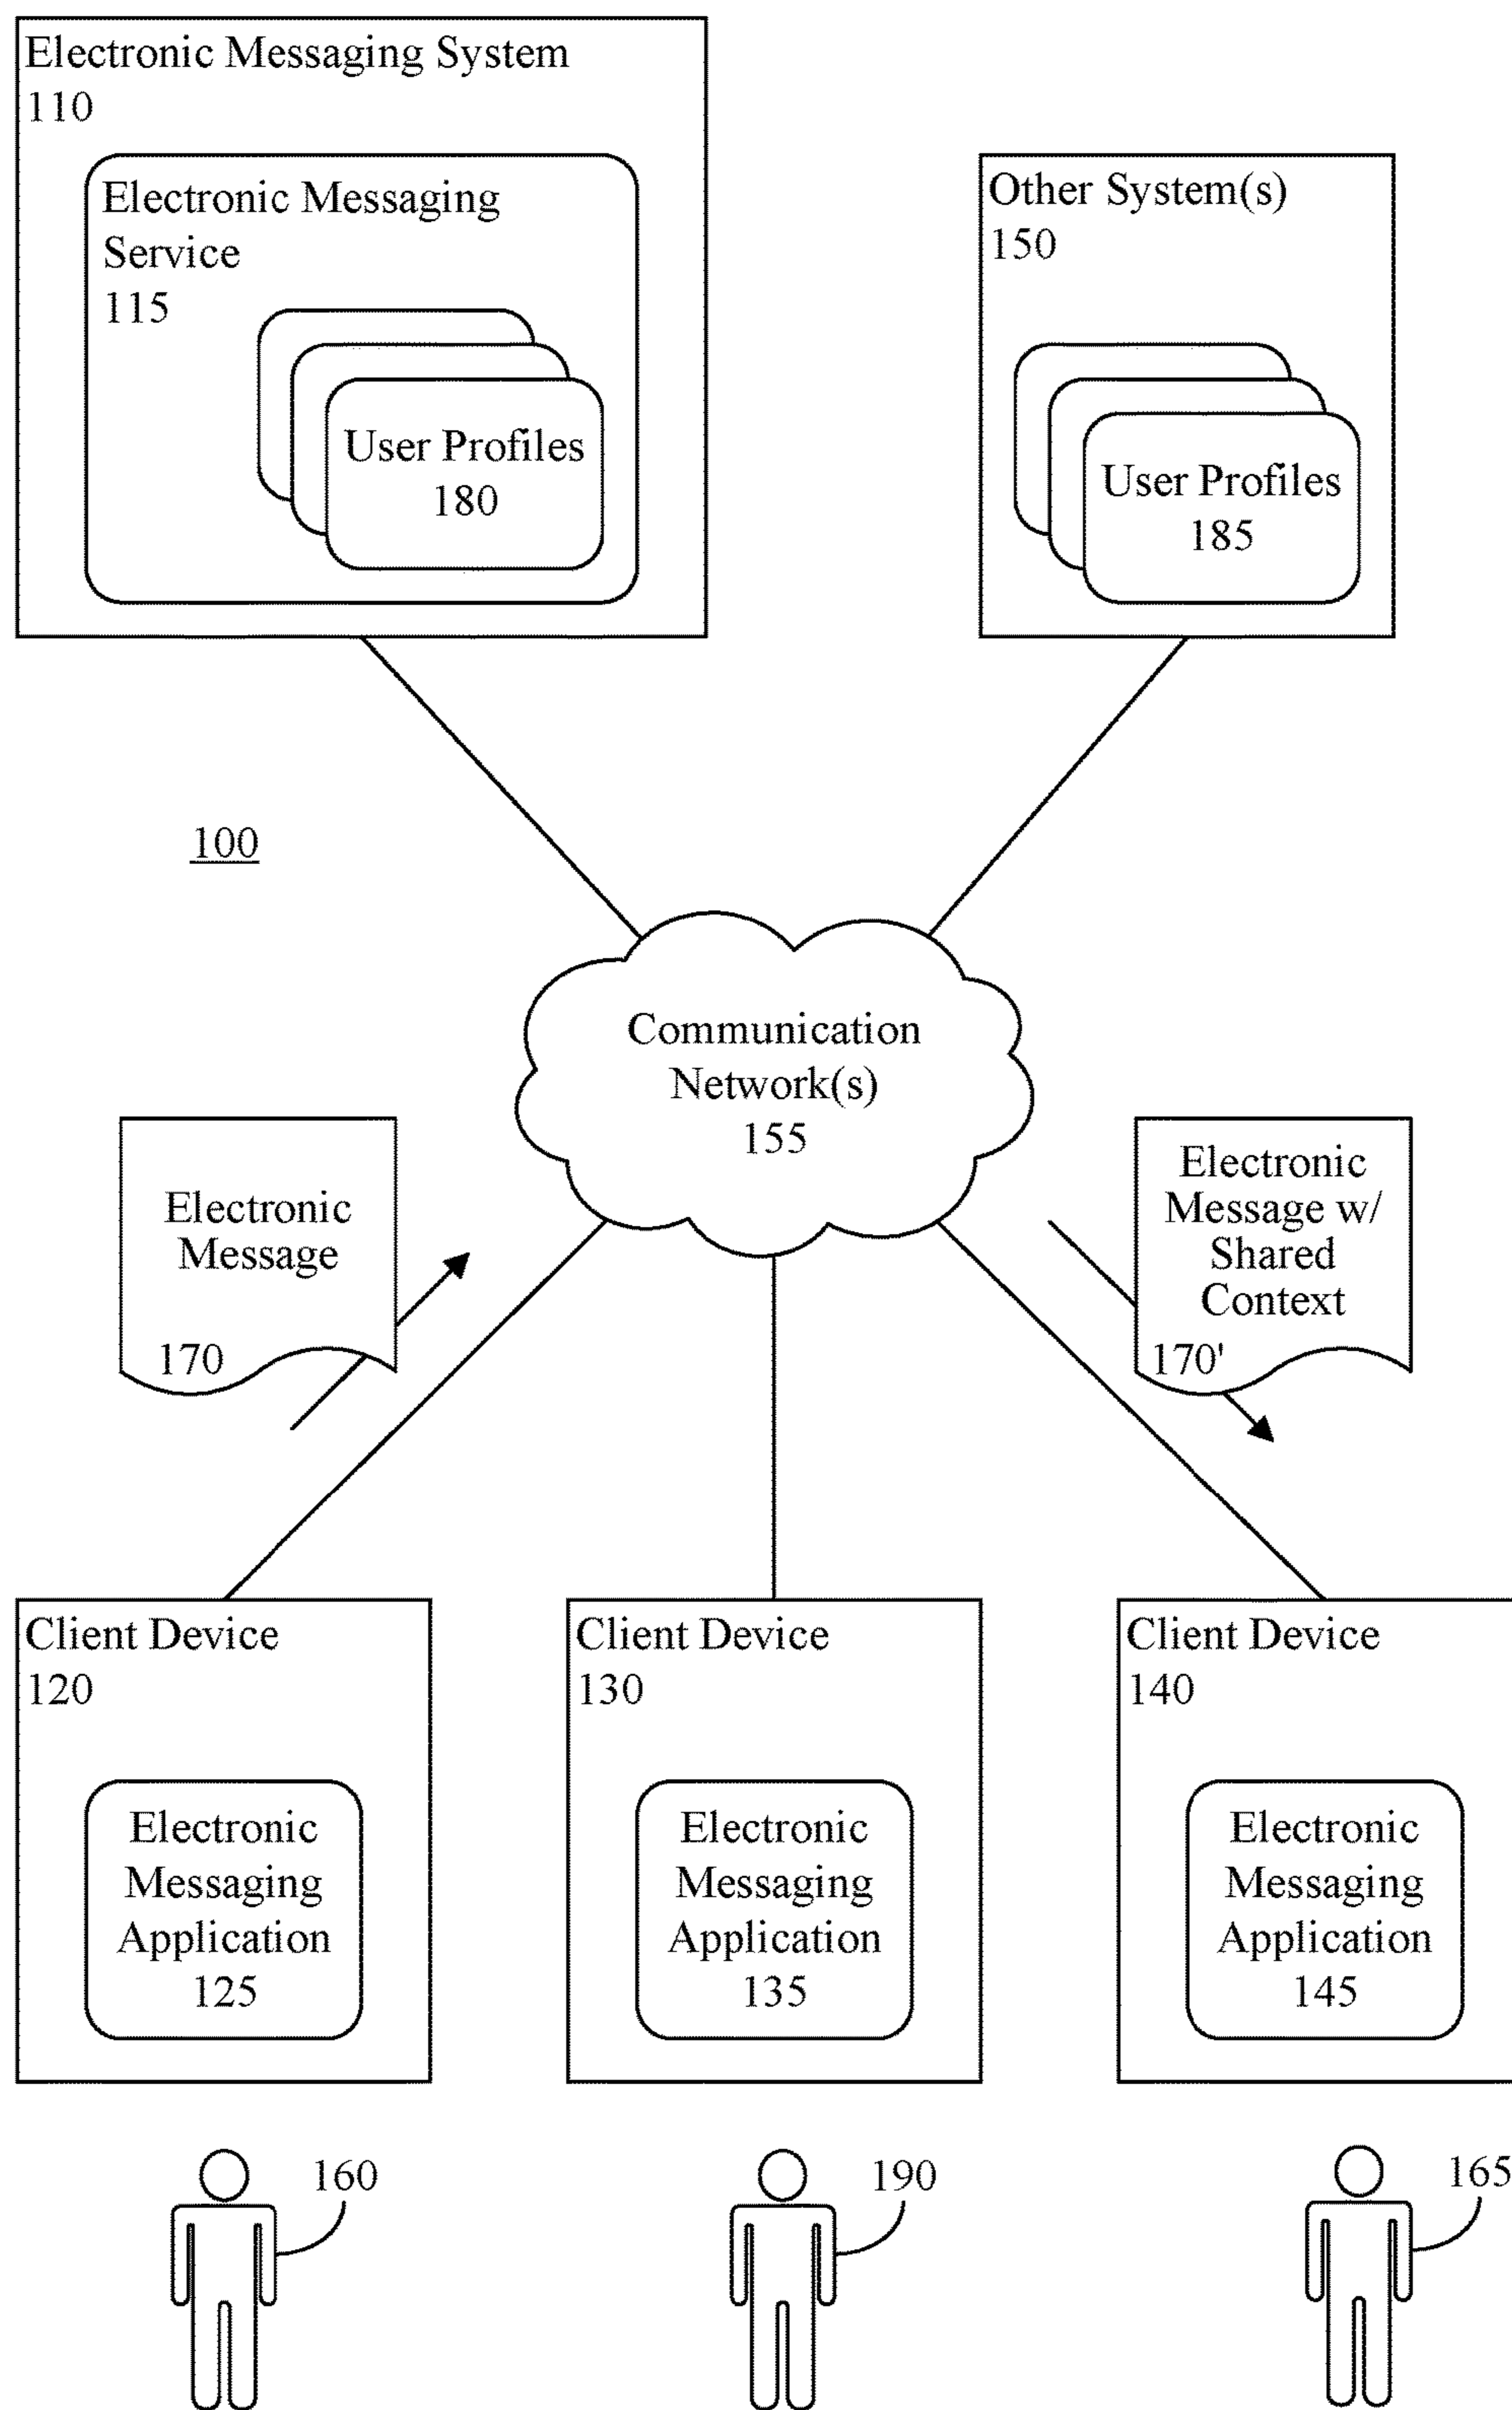 Electronic Messaging System
110
Electronic Messaging
Service
115
User Profiles
180
Other System(s)
150
User Profiles
185
100
Communication
Network(s)
155
Electronic
Message
170
Electronic
Message w/
Shared
Context
170'
Client Device
120
Electronic
Messaging
Application
125
Client Device
130
Electronic
Messaging
Application
135
Client Device
140
Electronic
Messaging
Application
145
160
190
165